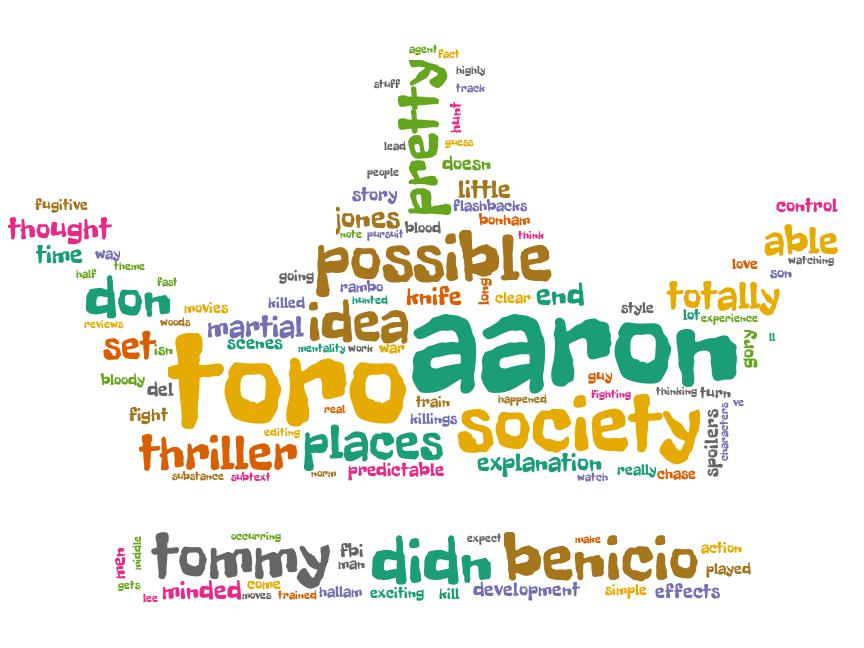 agent fact
stuff
highly
track
pretty
hunt
lead
guess
people
doesn
story
little
flashbacks
fugitive
thought
jones
note pursuit
blood
bonham
think
control
time way
half theme
possible
able
watching
going
love
son
fast
don
rambo
hunted
killed
knife
long
clear
end
style
totally
movies
reviews
woods
martial
idea
aaron
lot experience
set isn
scenes
mentality work war
gory
ll
toro
bloody
del
guy
fighting
happened
thinking turn
ve
fight
real
train
killings
society
spoilers
characters
editing
thriller
places
substance subtext
norm
predictable
explanation
watch
really chase
men
middle
occurring
tommy
fbi
man
didn
expect
benicio
make
action
played
gets
lee
minded
come
moves trained hallam
exciting kill
development
simple effects